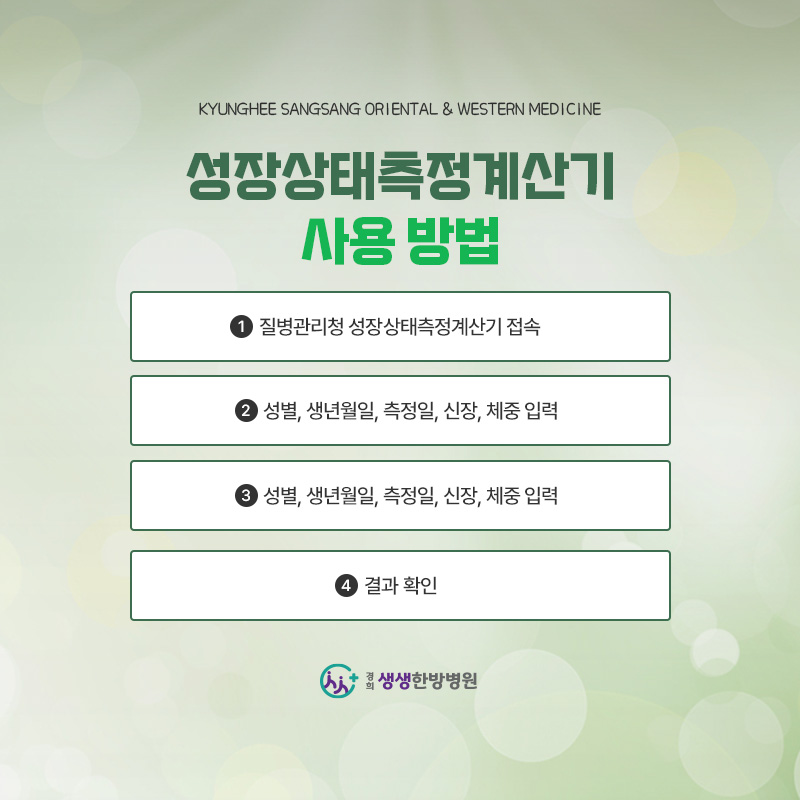 KYUNGHEE SANGSANG ORIENTAL & WESTERN MEDICINE
성장상태측정계산기
사용 방법
1 질병관리청 성장상태측정계산기 접속
2 성별, 생년월일, 측정일, 신장, 체중 입력
3 성별, 생년월일, 측정일, 신장, 체중 입력
4 결과 확인
경희 생생한방병원